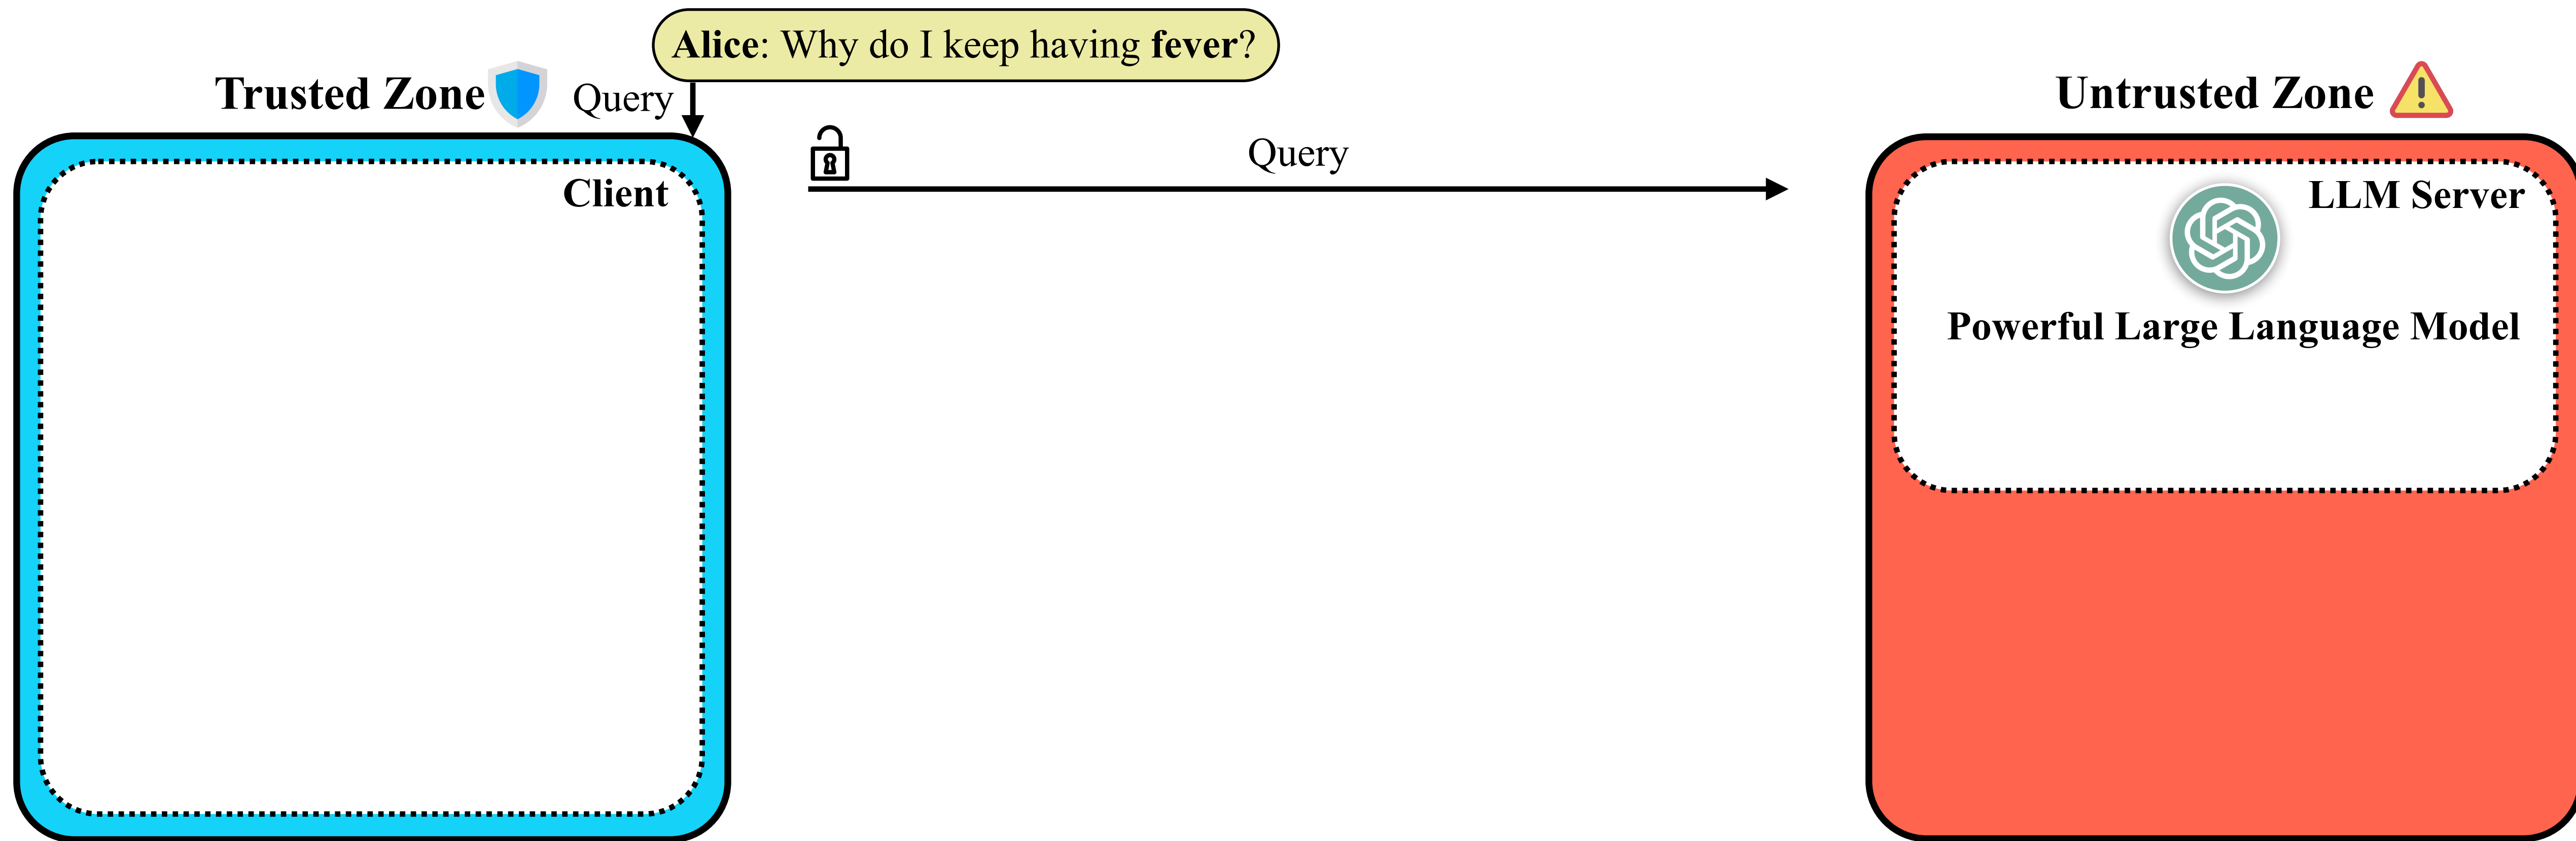 Alice: Why do I keep having fever?
Trusted Zone
Query
Untrusted Zone
Query
Client
LLM Server
Powerful Large Language Model